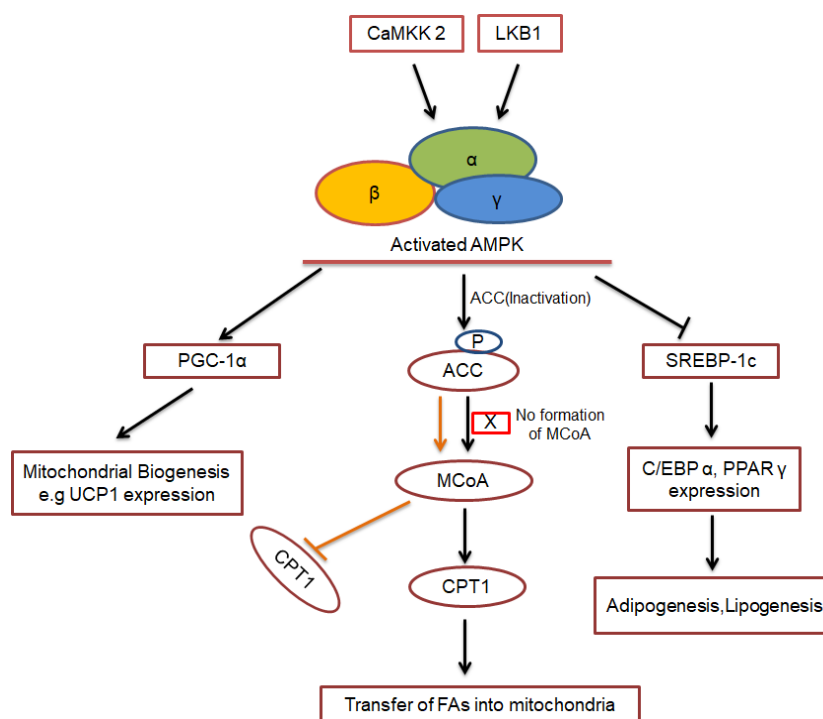 CaMKK 2
LKB1
α
β
γ
Activated AMPK
ACC(Inactivation)
P
PGC-1α
ACC
SREBP-1c
X
No formation
of MCoA
Mitochondrial Biogenesis
e.g UCP1 expression
MCoA
C/EBP α, PPAR γ
expression
CPT1
CPT1
Adipogenesis,Lipogenesis
Transfer of FAs into mitochondria